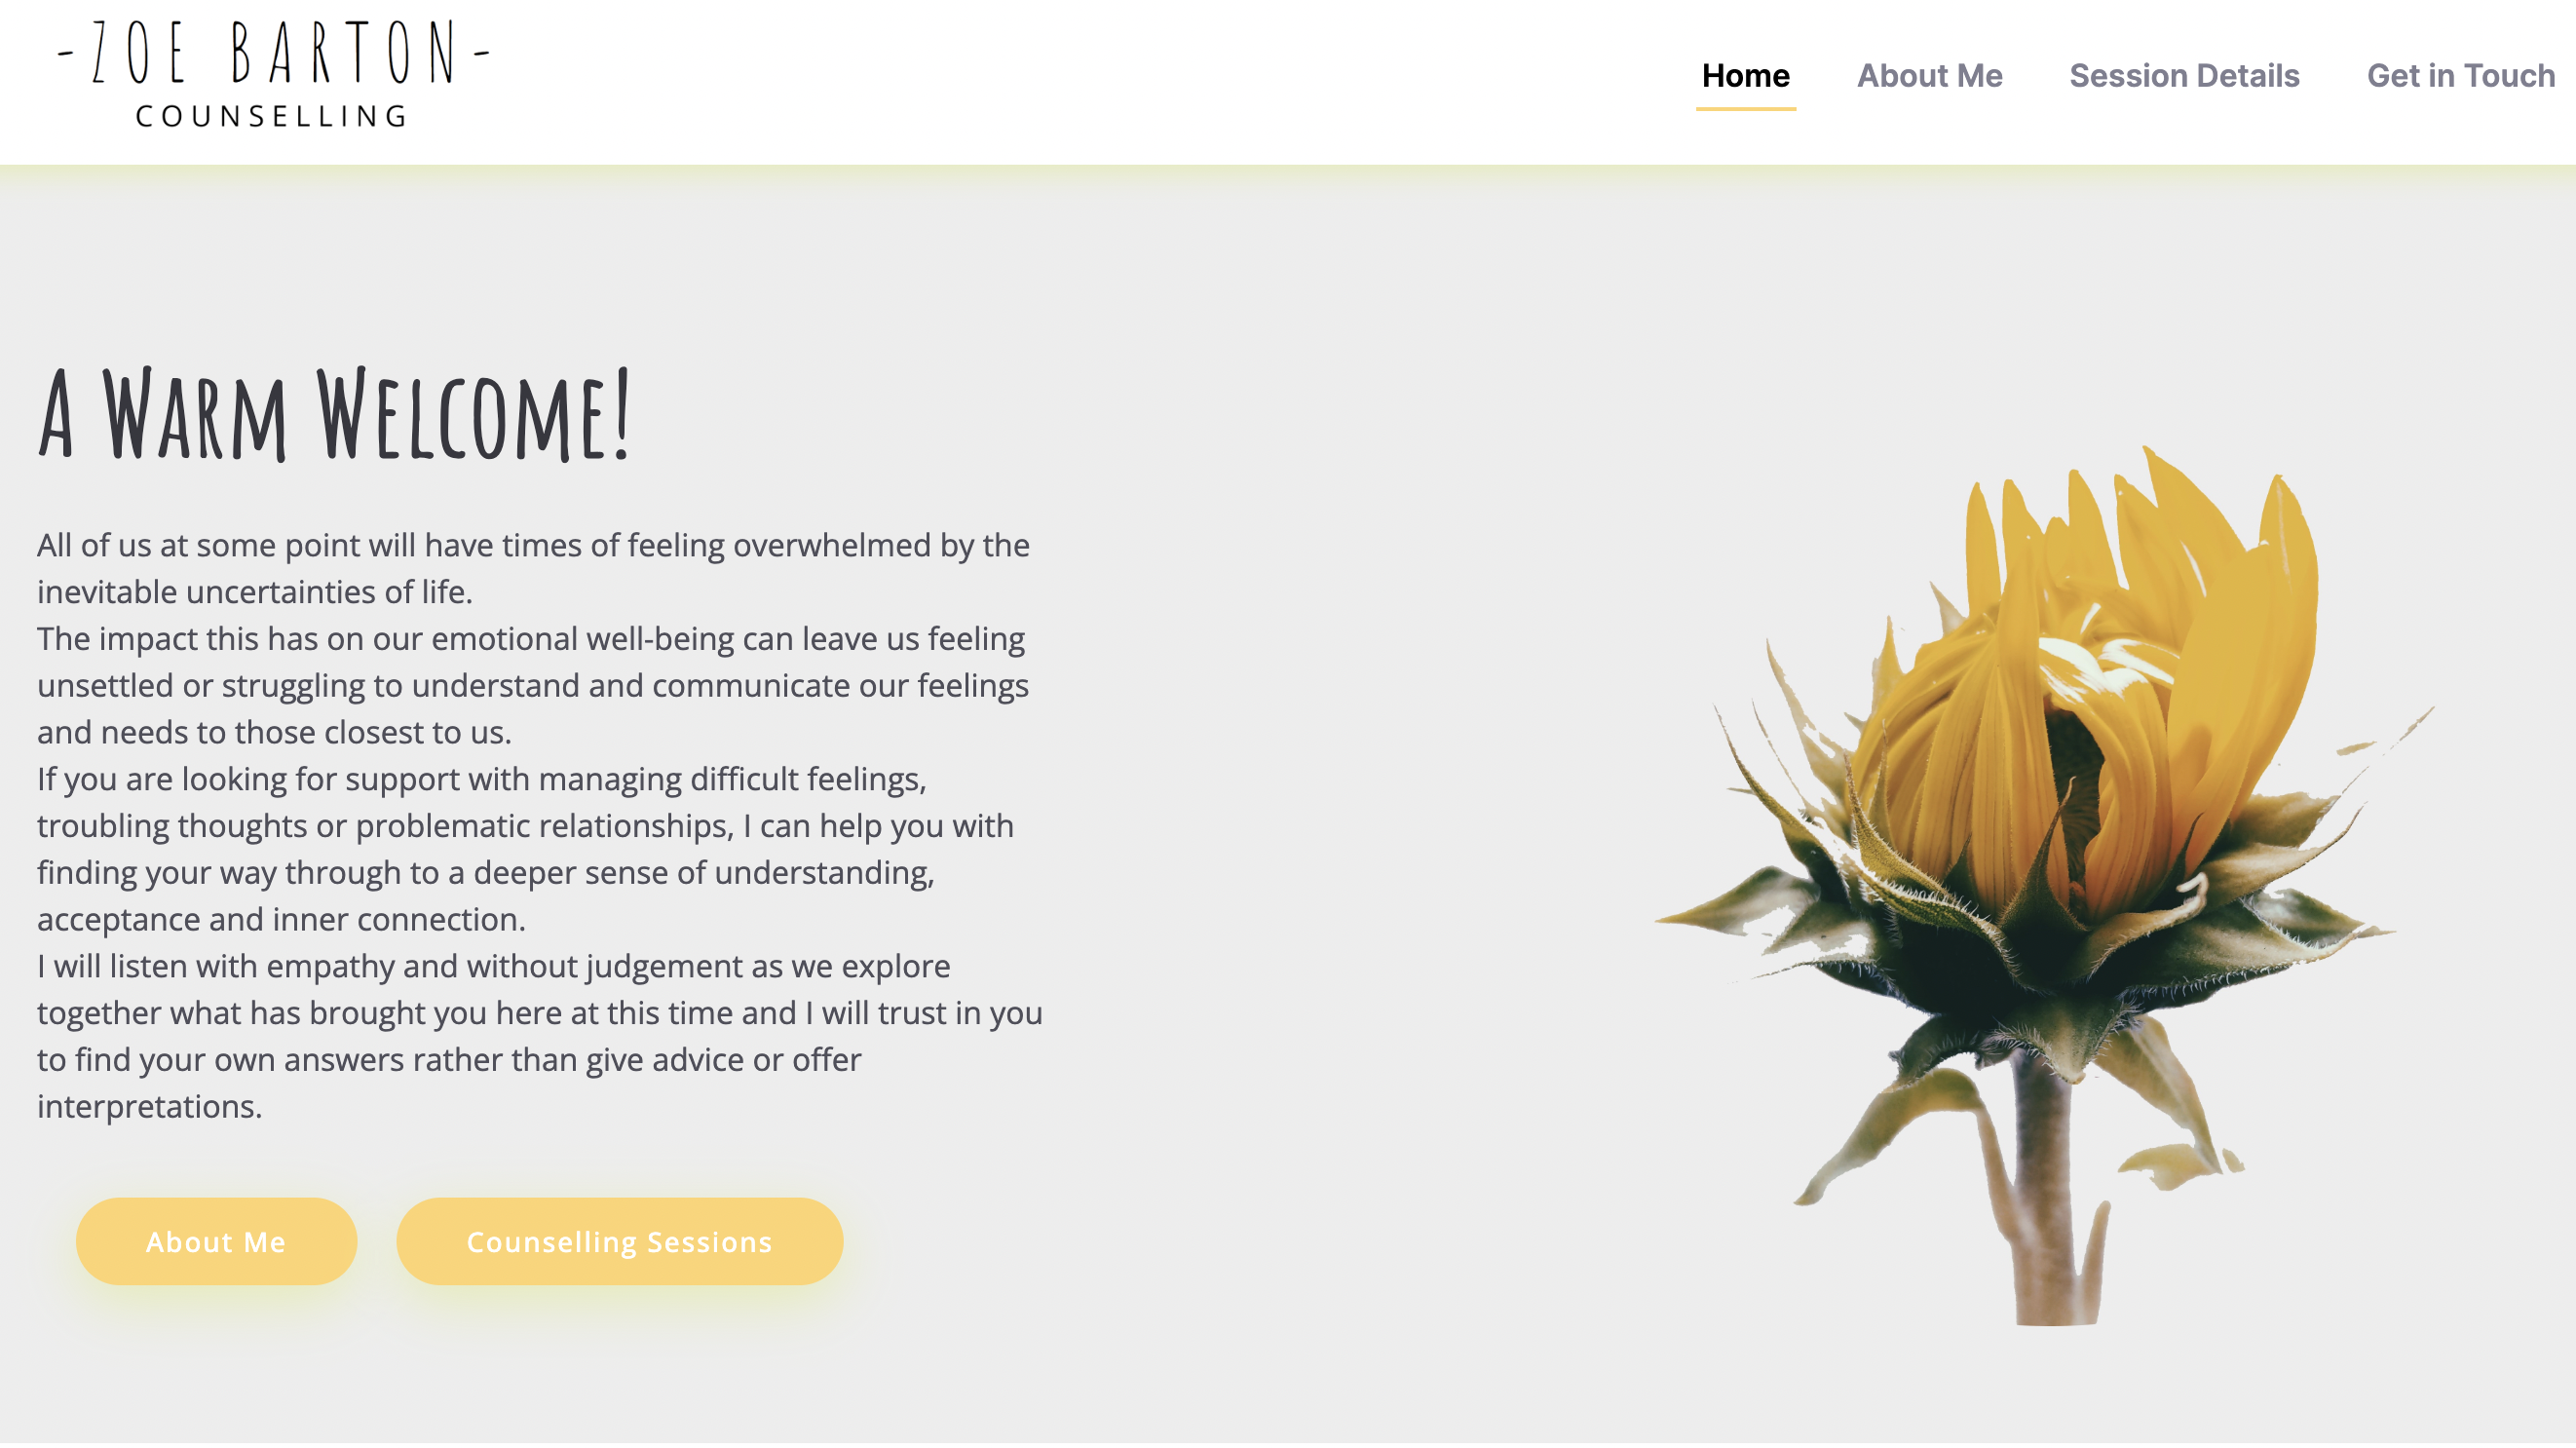 -ZOE BARTON-
COUNSELLING
Home
About Me
Session Details
Get in Touch
A Warm Welcome!
All of us at some point will have times of feeling overwhelmed by the
inevitable uncertainties of life.
The impact this has on our emotional well-being can leave us feeling
unsettled or struggling to understand and communicate our feelings
and needs to those closest to us.
If you are looking for support with managing difficult feelings,
troubling thoughts or problematic relationships, I can help you with
finding your way through to a deeper sense of understanding,
acceptance and inner connection.
I will listen with empathy and without judgement as we explore
together what has brought you here at this time and I will trust in you
to find your own answers rather than give advice or offer
interpretations.
About Me
Counselling Sessions